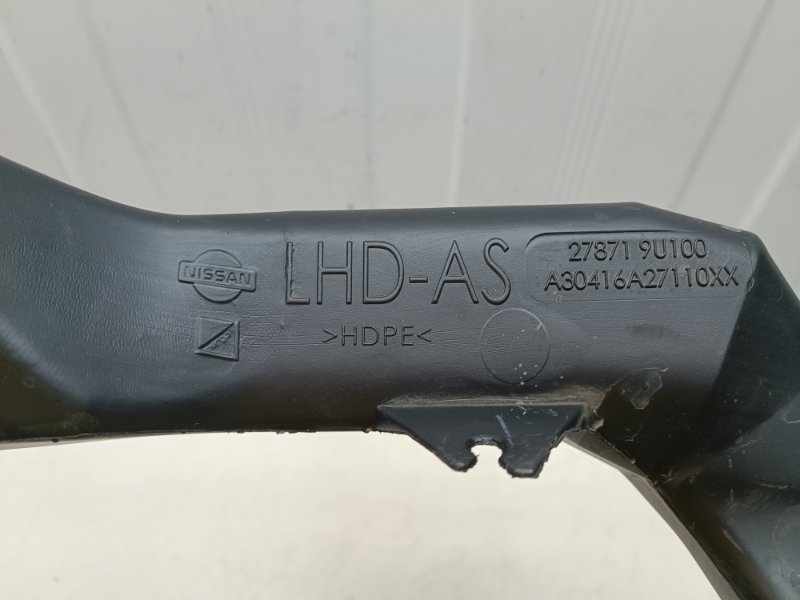 NISSAN
LHD-AS
27871 9U100
A30416A27110XX
>HDPE<